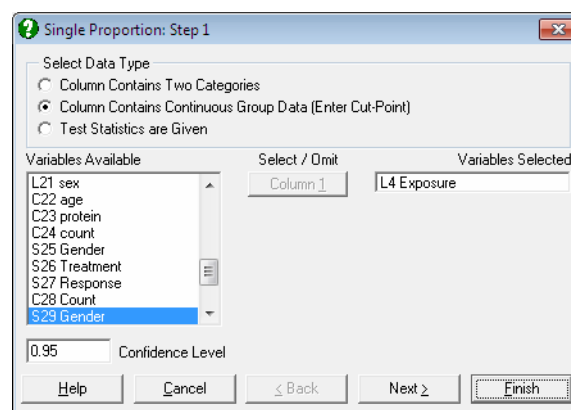 Single Proportion: Step 1
Select Data Type
Column Contains Two Categories
Column Contains Continuous Group Data (Enter Cut-Point)
Test Statistics are Given
Variables Available
Select / Omit
Variables Selected
L21 sex
C22 age
C23 protein
C24 count
S25 Gender
S26 Treatment
S27 Response
C28 Count
S29 Gender
Column 1
L4 Exposure
0.95 Confidence Level
Help Cancel < Back Next > Finish